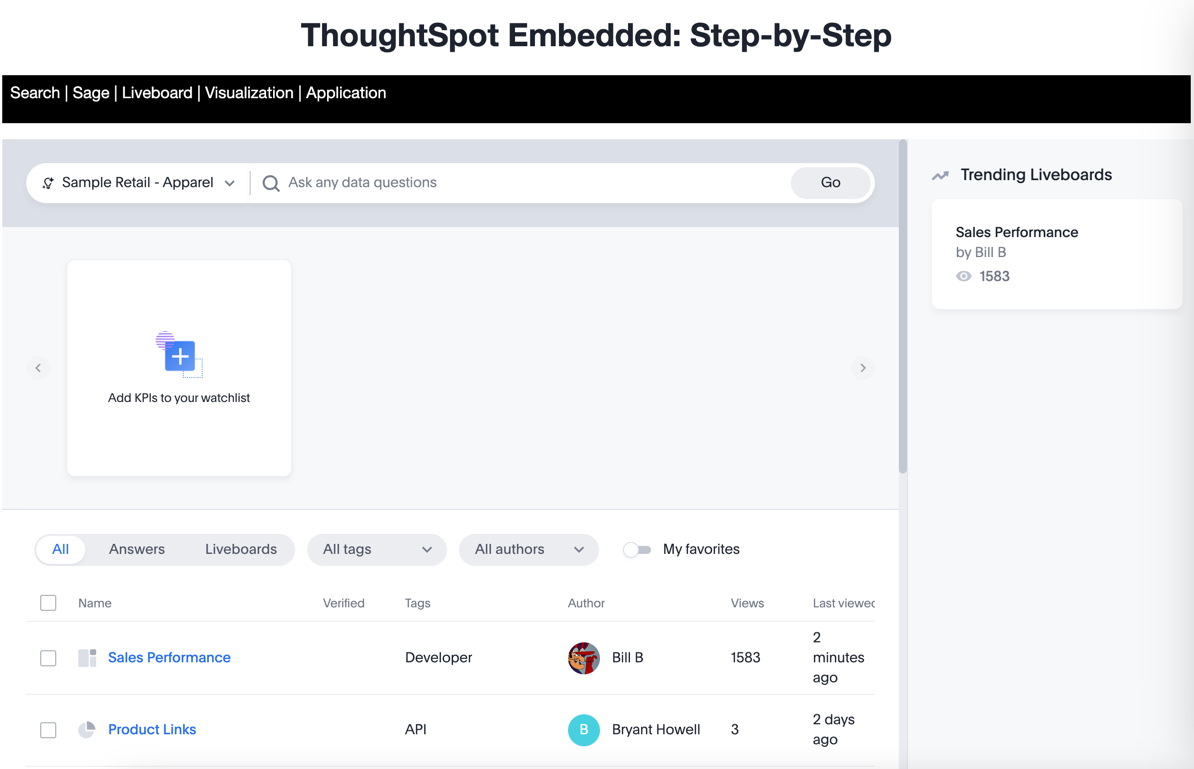 ThoughtSpot Embedded: Step-by-Step
Search | Sage | Liveboard | Visualization | Application
Sample Retail - Apparel
Ask any data questions
Go
Trending Liveboards
Sales Performance
by Bill B
1583
Add KPIs to your watchlist
All Answers Liveboards All tags All authors My favorites
Name Verified Tags Author Views Last viewed
Sales Performance Developer Bill B 1583 2 minutes ago
Product Links API B Bryant Howell 3 2 days ago